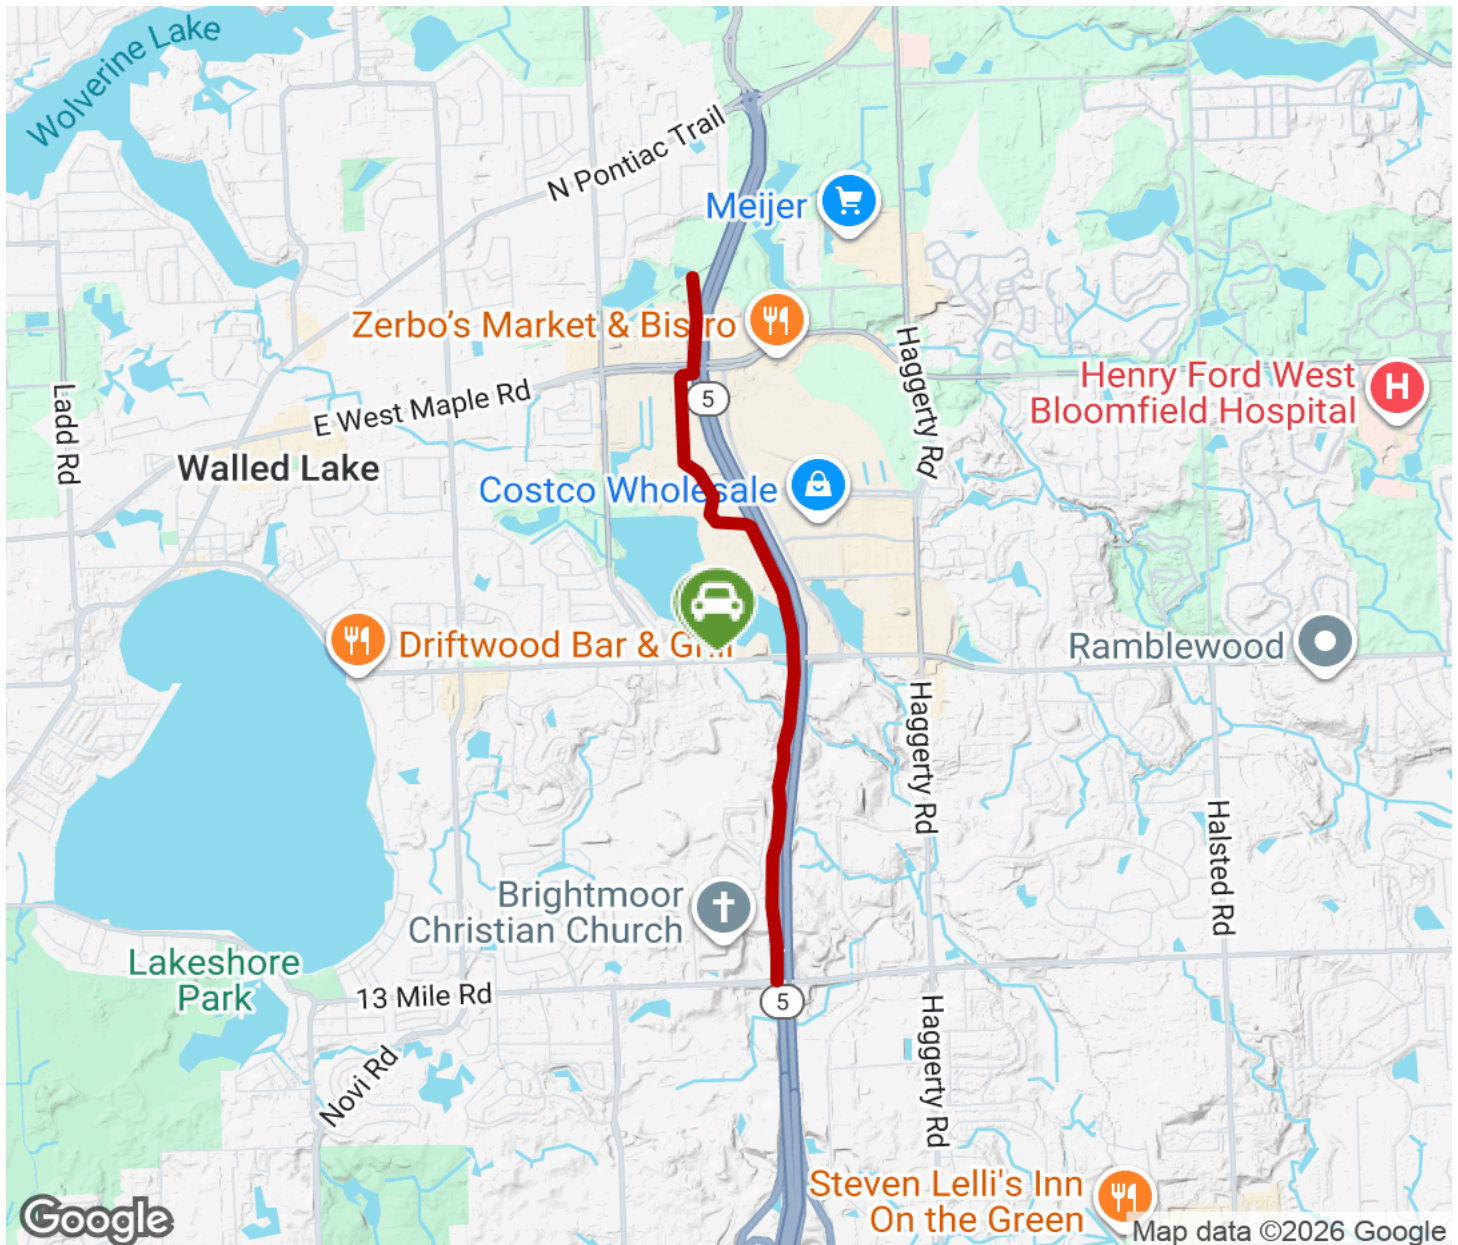 Wolverine Lake
N Pontiac Trail
Meijer
Zerbo's Market & Bistro
Haggerty Rd
Henry Ford West
Bloomfield Hospital
H
Ladd Rd
E West Maple Rd
5
Walled Lake
Costco Wholesale
Driftwood Bar & Grill
Ramblewood
Haggerty Rd
Halsted Rd
Brightmoor
Christian Church
Lakeshore
Park
13 Mile Rd
5
Haggerty Rd
Novi Rd
Steven Lelli's Inn
On the Green
Google
Map data ©2026 Google